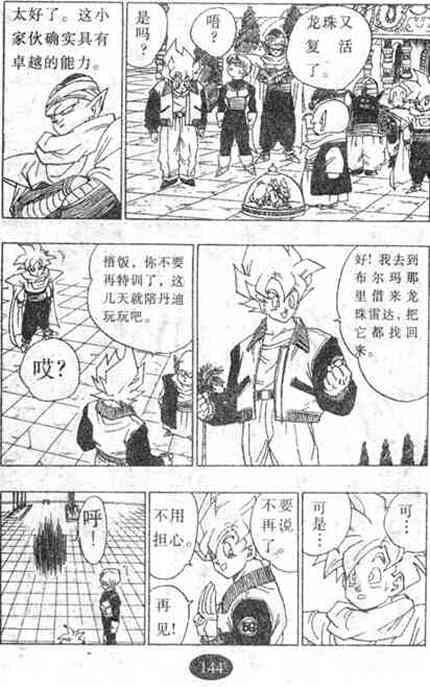 龙珠又
复活
了。
唔？
是
吗？
太好了。这小
家伙确实具有
卓越的能力。
好！我去到
布尔玛那
里借来龙
珠雷达，把
它都找回
来。
悟饭，你不要
再特训了，这
几天就陪丹迪
玩玩吧。
哎？
可…
可是…
不要说
再了。
不用
担心。
再
见！
呼！
144